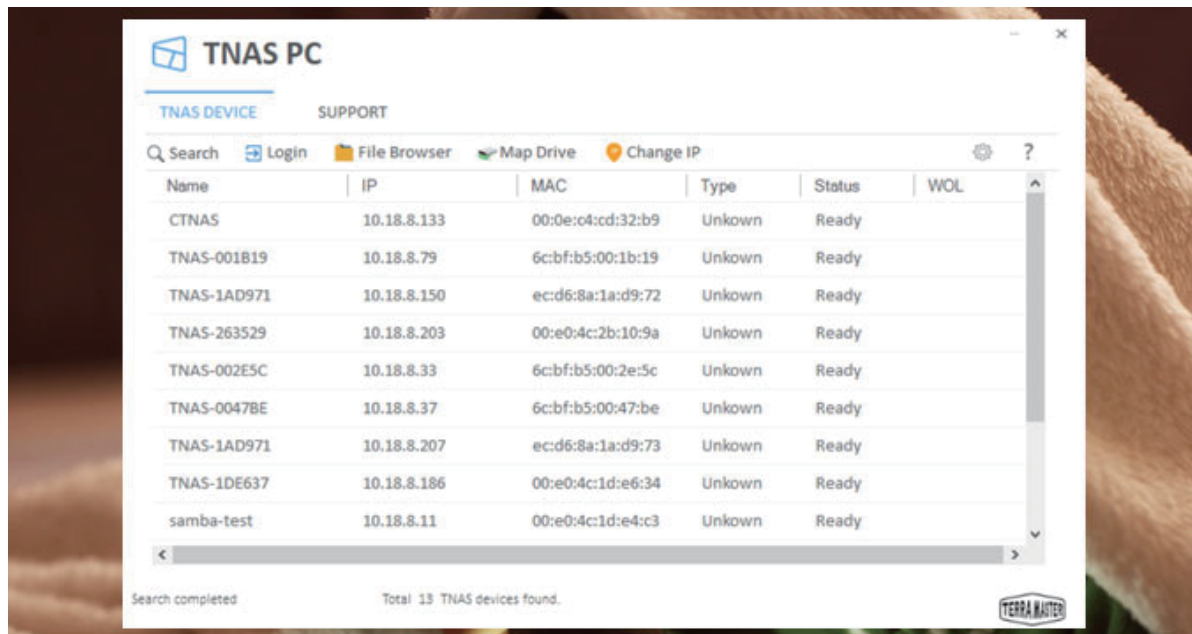 TNAS PC
TNAS DEVICE SUPPORT
Search Login File Browser Map Drive Change IP ?
Name IP MAC Type Status WOL
CTNAS 10.18.8.133 00:0e:c4:cd:32:b9 Unkown Ready
TNAS-001B19 10.18.8.79 6c:bf:b5:00:1b:19 Unkown Ready
TNAS-1AD971 10.18.8.150 ec:d6:8a:1a:d9:72 Unkown Ready
TNAS-263529 10.18.8.203 00:e0:4c:2b:10:9a Unkown Ready
TNAS-002E5C 10.18.8.33 6c:bf:b5:00:2e:5c Unkown Ready
TNAS-0047BE 10.18.8.37 6c:bf:b5:00:47:be Unkown Ready
TNAS-1AD971 10.18.8.207 ec:d6:8a:1a:d9:73 Unkown Ready
TNAS-1DE637 10.18.8.186 00:e0:4c:1d:e6:34 Unkown Ready
samba-test 10.18.8.11 00:e0:4c:1d:e4:c3 Unkown Ready
Search completed Total 13 TNAS devices found.
TERRAMASTER